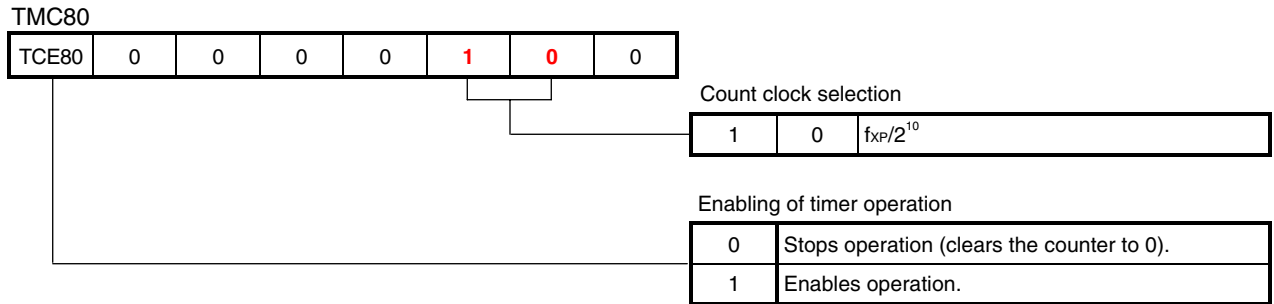 TMC80
TCE80 0 0 0 0 1 0 0
Count clock selection
1 0 fXP/2^10
Enabling of timer operation
0 Stops operation (clears the counter to 0).
1 Enables operation.